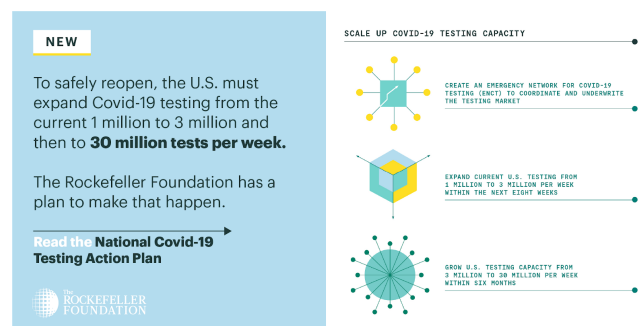 NEW
To safely reopen, the U.S. must
expand Covid-19 testing from the
current 1 million to 3 million and
then to 30 million tests per week.
The Rockefeller Foundation has a
plan to make that happen.
Read the National Covid-19
Testing Action Plan
The
ROCKEFELLER
FOUNDATION
SCALE UP COVID-19 TESTING CAPACITY
CREATE AN EMERGENCY NETWORK FOR COVID-19
TESTING (ENCT) TO COORDINATE AND UNDERWRITE
THE TESTING MARKET
EXPAND CURRENT U.S. TESTING FROM
1 MILLION TO 3 MILLION PER WEEK
WITHIN THE NEXT EIGHT WEEKS
GROW U.S. TESTING CAPACITY FROM
3 MILLION TO 30 MILLION PER WEEK
WITHIN SIX MONTHS